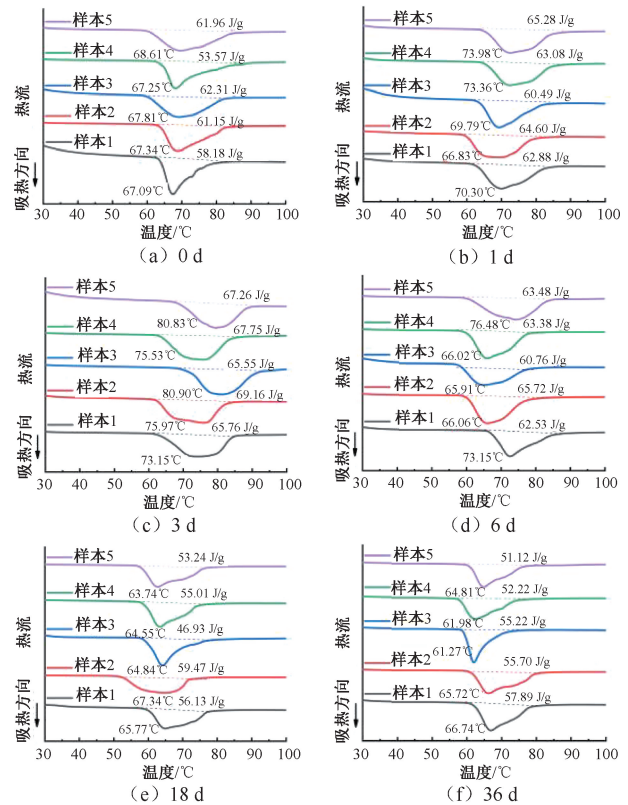 样本5
61.96 J/g
样本4
68.61℃
53.57 J/g
样本3
67.25℃
62.31 J/g
样本2
67.81℃
61.15 J/g
样本1
67.34℃
58.18 J/g
67.09℃
热流
吸热方向
30 40 50 60 70 80 90 100
温度/℃
（a）0 d
样本5
65.28 J/g
样本4
73.98℃
63.08 J/g
样本3
73.36℃
60.49 J/g
样本2
69.79℃
64.60 J/g
样本1
66.83℃
62.88 J/g
70.30℃
热流
吸热方向
30 40 50 60 70 80 90 100
温度/℃
（b）1 d
样本5
67.26 J/g
样本4
80.83℃
67.75 J/g
样本3
75.53℃
65.55 J/g
样本2
80.90℃
69.16 J/g
样本1
75.97℃
65.76 J/g
73.15℃
热流
吸热方向
30 40 50 60 70 80 90 100
温度/℃
（c）3 d
样本5
63.48 J/g
样本4
76.48℃
63.38 J/g
样本3
66.02℃
60.76 J/g
样本2
65.91℃
65.72 J/g
样本1
66.06℃
62.53 J/g
73.15℃
热流
吸热方向
30 40 50 60 70 80 90 100
温度/℃
（d）6 d
样本5
53.24 J/g
样本4
63.74℃
55.01 J/g
样本3
64.55℃
46.93 J/g
样本2
64.84℃
59.47 J/g
样本1
67.34℃
56.13 J/g
65.77℃
热流
吸热方向
30 40 50 60 70 80 90 100
温度/℃
（e）18 d
样本5
51.12 J/g
样本4
64.81℃
52.22 J/g
样本3
61.98℃
55.22 J/g
61.27℃
样本2
55.70 J/g
样本1
65.72℃
57.89 J/g
66.74℃
热流
吸热方向
30 40 50 60 70 80 90 100
温度/℃
（f）36 d